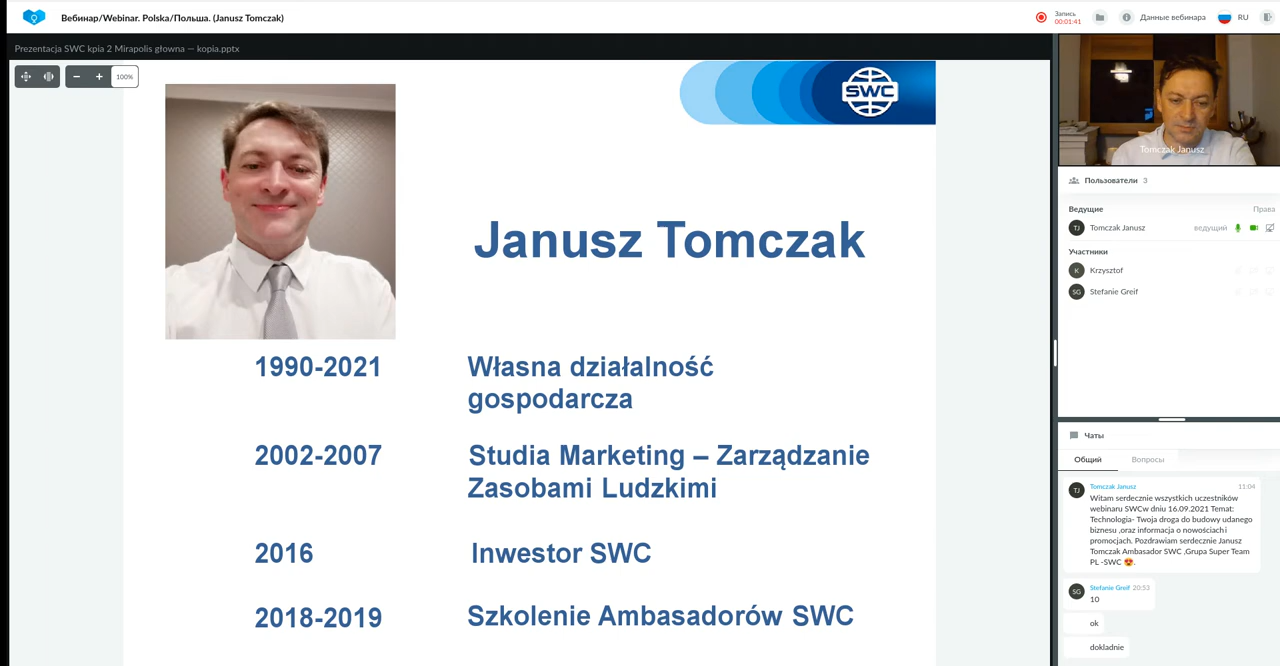 Вебинар/Webinar. Polska/Польша. (Janusz Tomczak)
Запись
00:01:41
Данные вебинара
RU
Prezentacja SWC kpia 2 Mirapolis głowna — kopia.pptx
100%
SWC
Janusz Tomczak
1990-2021
Własna działalność
gospodarcza
2002-2007
Studia Marketing – Zarządzanie
Zasobami Ludzkimi
2016
Inwestor SWC
2018-2019
Szkolenie Ambasadorów SWC
Tomczak Janusz
Пользователи 3
Ведущие
Права
TJ
Tomczak Janusz
ведущий
Участники
K
Krzysztof
SG
Stefanie Greif
Чаты
Общий
Вопросы
TJ
Tomczak Janusz
11:04
Witam serdecznie wszystkich uczestników
webinaru SWCw dniu 16.09.2021 Temat:
Technologia- Twoja droga do budowy udanego
biznesu ,oraz informacja o nowościach i
promocjach. Pozdrawiam serdecznie Janusz
Tomczak Ambasador SWC ,Grupa Super Team
PL -SWC 😍.
SG
Stefanie Greif 20:53
10
ok
dokladnie